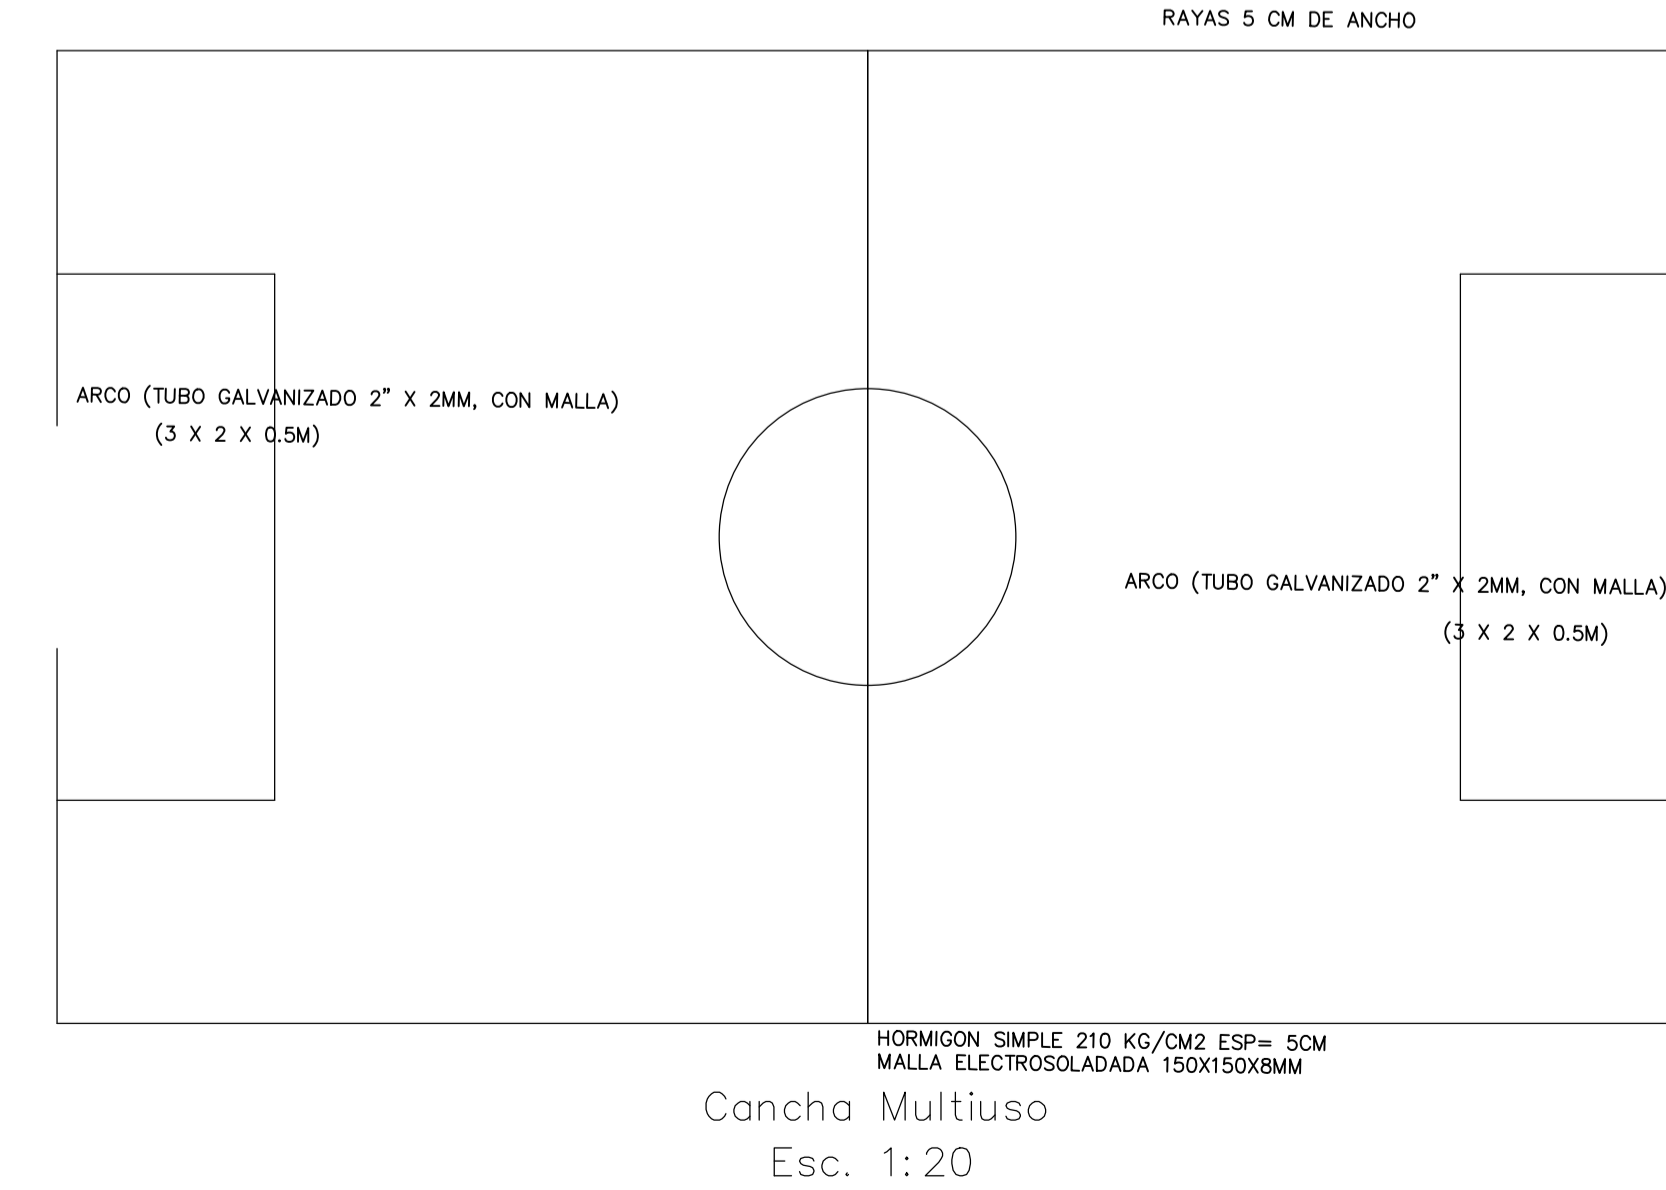 RAYAS 5 CM DE ANCHO
ARCO (TUBO GALVANIZADO 2” X 2MM, CON MALLA)
(3 X 2 X 0.5M)
ARCO (TUBO GALVANIZADO 2” X 2MM, CON MALLA)
(3 X 2 X 0.5M)
HORMIGON SIMPLE 210 KG/CM2 ESP= 5CM
MALLA ELECTROSOLADADA 150X150X8MM
Cancha Multiuso
Esc. 1:20